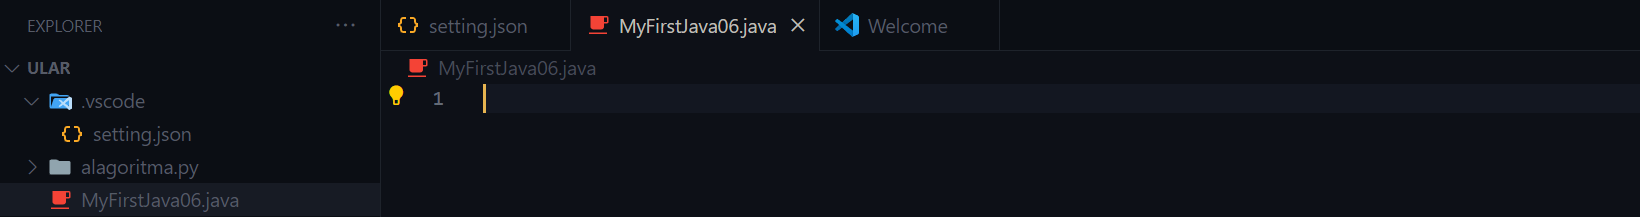 EXPLORER ...
ULAR
.vscode
{} setting.json
alagoritma.py
MyFirstJava06.java
{} setting.json MyFirstJava06.java Welcome
MyFirstJava06.java
1